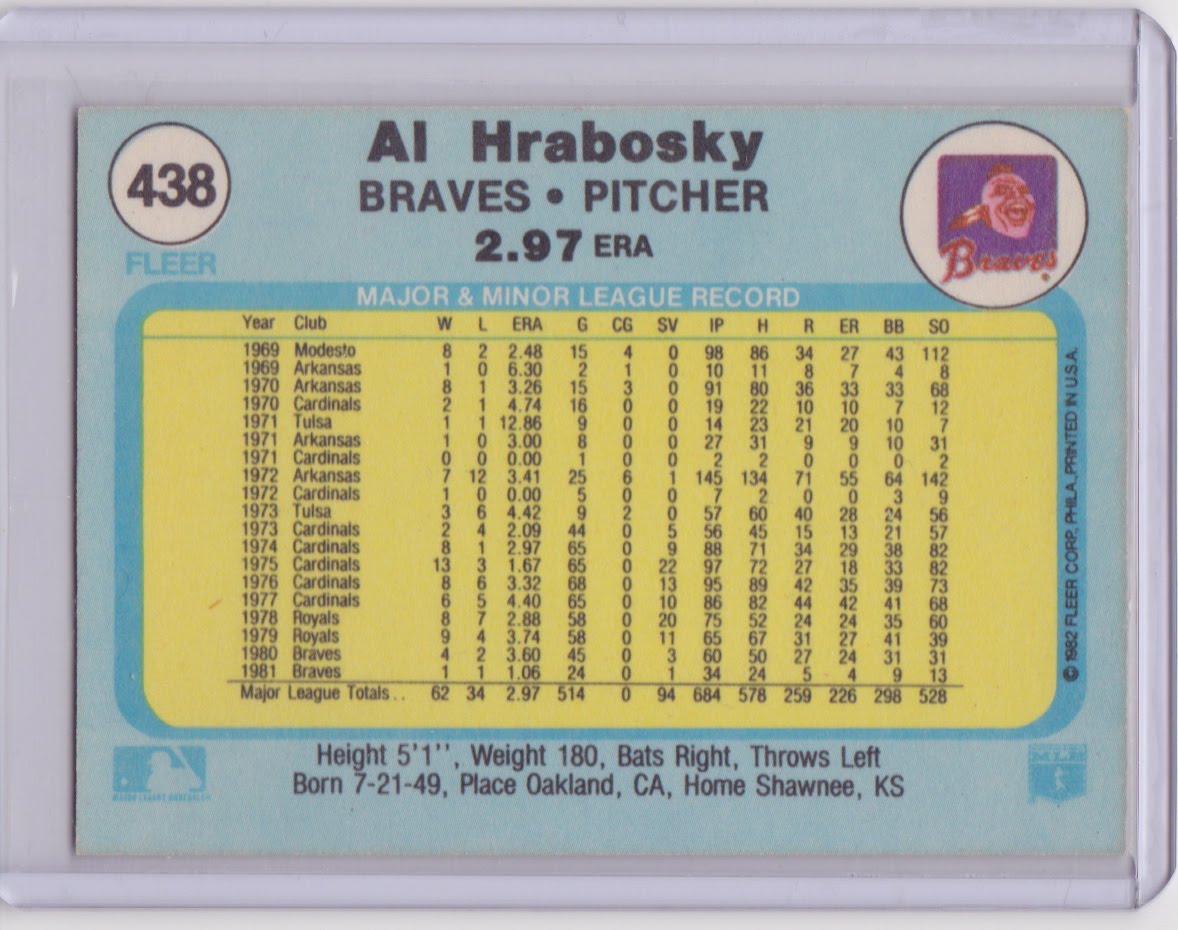 438
FLEER
Al Hrabosky
BRAVES • PITCHER
2.97 ERA
Braves
MAJOR & MINOR LEAGUE RECORD
Year Club W L ERA G CG SV IP H R ER BB SO
1969 Modesto 8 2 2.48 15 4 0 98 86 34 27 43 112
1969 Arkansas 1 0 6.30 2 1 0 10 11 8 7 4 8
1970 Arkansas 8 1 3.26 15 3 0 91 80 36 33 33 68
1970 Cardinals 2 1 4.74 16 0 0 19 22 10 10 7 12
1971 Tulsa 1 1 12.86 9 0 0 14 23 21 20 10 7
1971 Arkansas 1 0 3.00 8 0 0 27 31 9 9 10 31
1971 Cardinals 0 0 0.00 1 0 0 2 2 0 0 0 2
1972 Arkansas 7 12 3.41 25 6 1 145 134 71 55 64 142
1972 Cardinals 1 0 0.00 5 0 0 7 2 0 0 3 9
1973 Tulsa 3 6 4.42 9 2 0 57 60 40 28 24 56
1973 Cardinals 2 4 2.09 44 0 5 56 45 15 13 21 57
1974 Cardinals 8 1 2.97 65 0 9 88 71 34 29 38 82
1975 Cardinals 13 3 1.67 65 0 22 97 72 27 18 33 82
1976 Cardinals 8 6 3.32 68 0 13 95 89 42 35 39 73
1977 Cardinals 6 5 4.40 65 0 10 86 82 44 42 41 68
1978 Royals 8 7 2.88 58 0 20 75 52 24 24 35 60
1979 Royals 9 4 3.74 58 0 11 65 67 31 27 41 39
1980 Braves 4 2 3.60 45 0 3 60 50 27 24 31 31
1981 Braves 1 1 1.06 24 0 1 34 24 5 4 9 13
Major League Totals.. 62 34 2.97 514 0 94 684 578 259 226 298 528
© 1982 FLEER CORP., PHILA., PRINTED IN U.S.A.
Height 5'1'', Weight 180, Bats Right, Throws Left
Born 7-21-49, Place Oakland, CA, Home Shawnee, KS
MAJOR LEAGUE BASEBALL